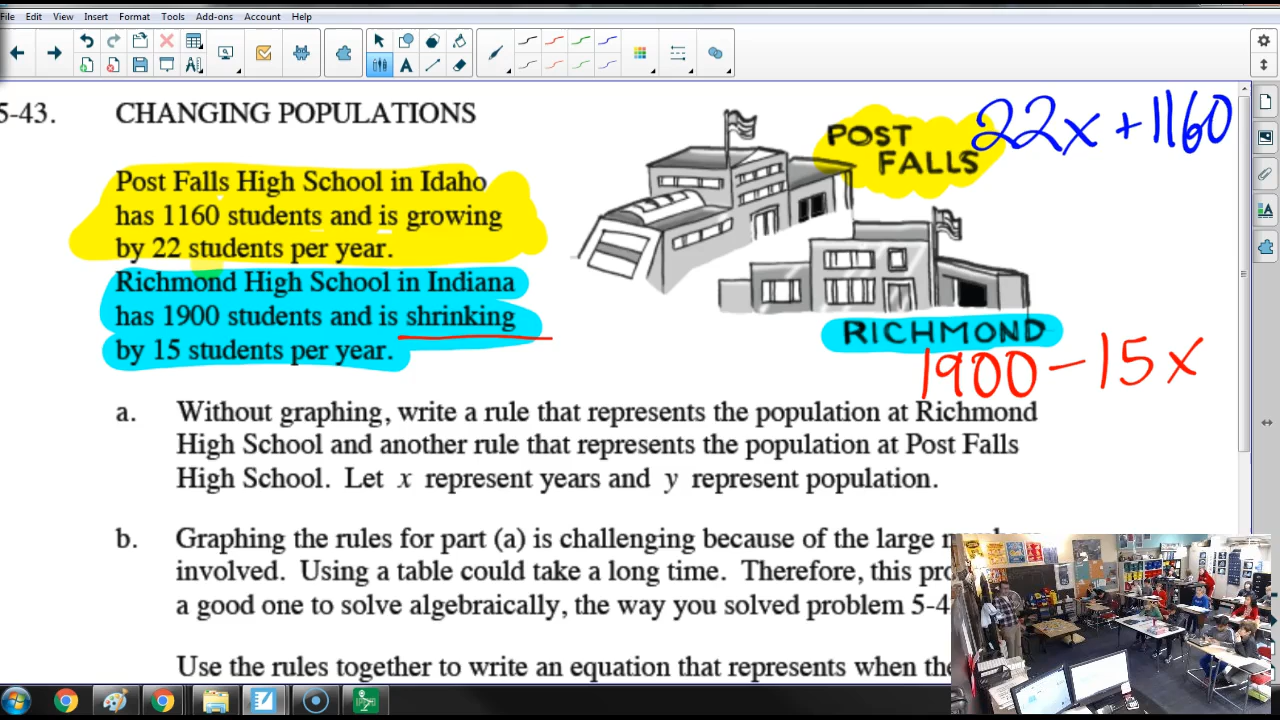 File Edit View Insert Format Tools Add-ons Account Help
5-43. CHANGING POPULATIONS
POST
FALLS
22x + 1160
Post Falls High School in Idaho
has 1160 students and is growing
by 22 students per year.
Richmond High School in Indiana
has 1900 students and is shrinking
by 15 students per year.
RICHMOND
1900 - 15x
a. Without graphing, write a rule that represents the population at Richmond
High School and another rule that represents the population at Post Falls
High School. Let x represent years and y represent population.
b. Graphing the rules for part (a) is challenging because of the large
involved. Using a table could take a long time. Therefore, this
a good one to solve algebraically, the way you solved problem 5-4
Use the rules together to write an equation that represents when